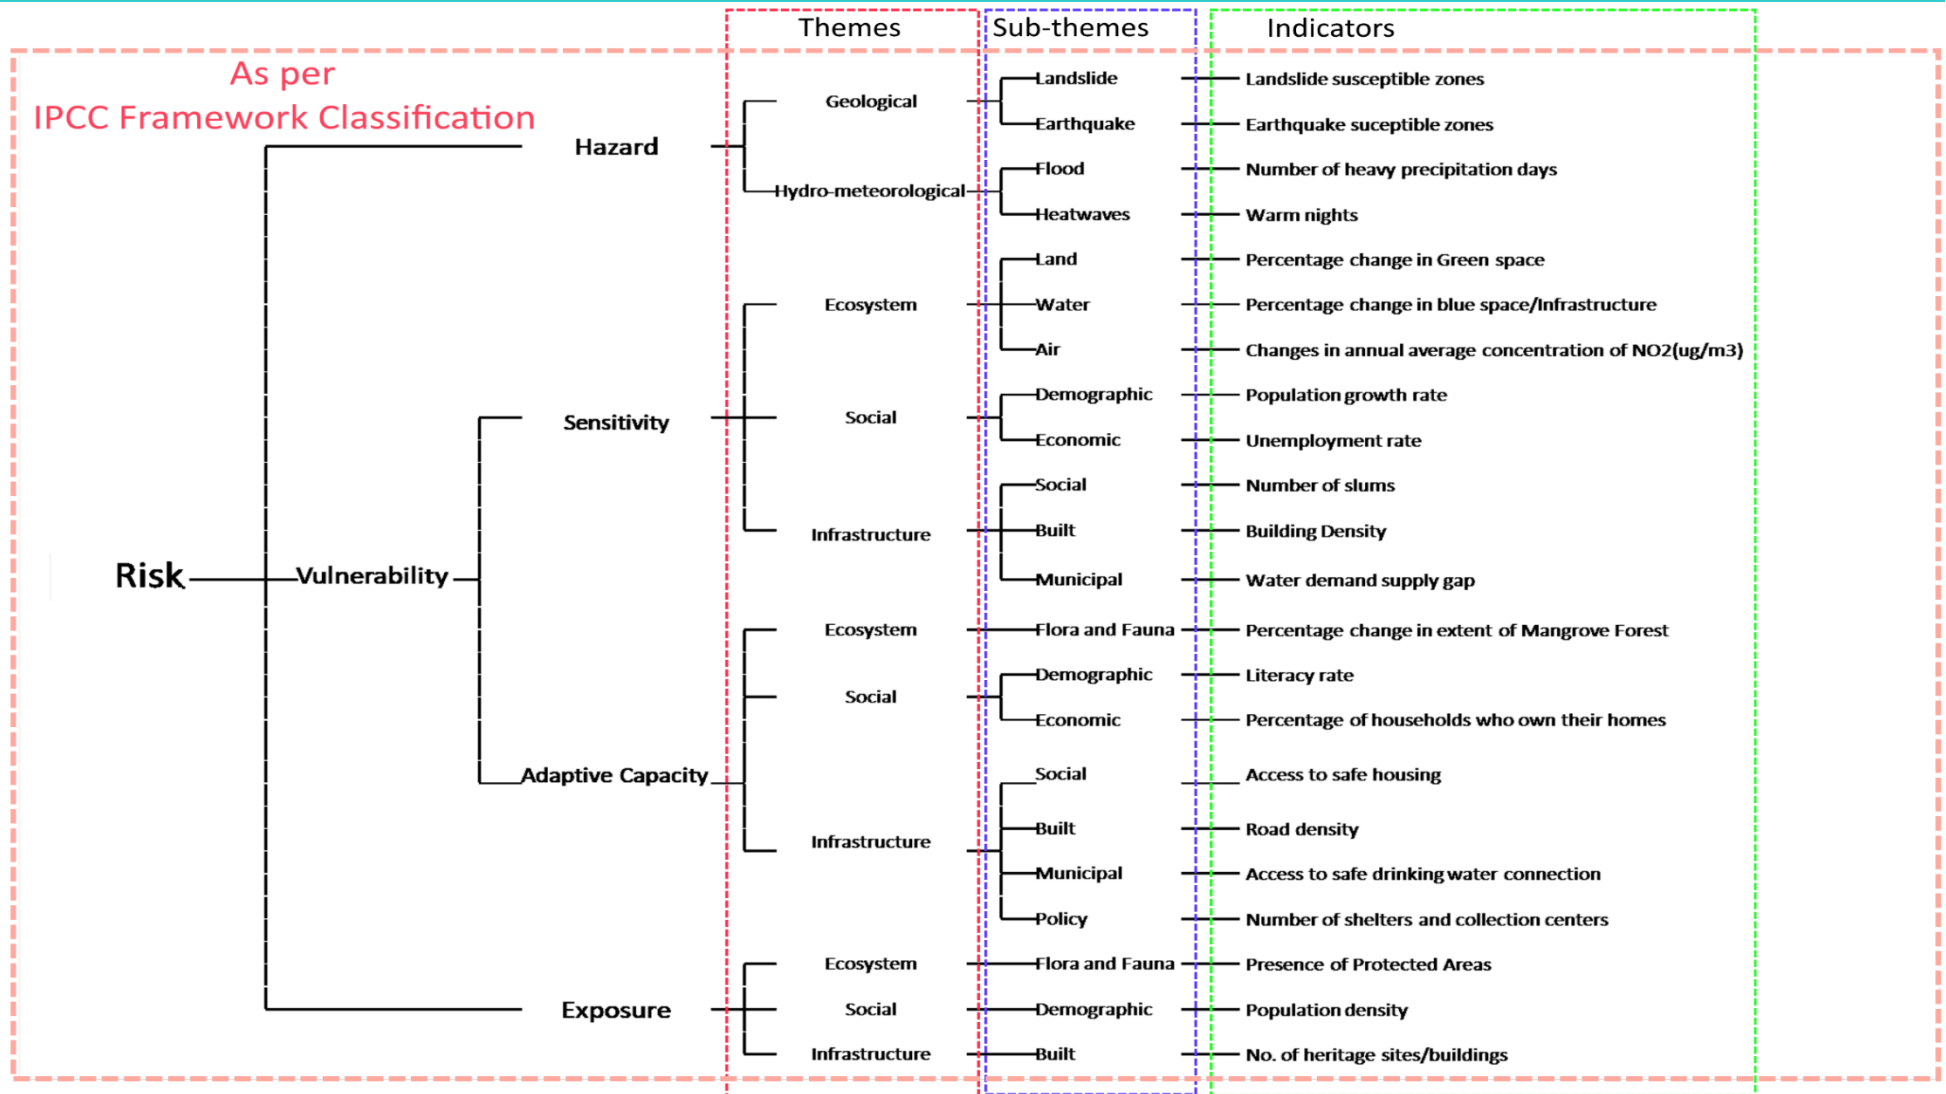 Themes
Sub-themes
Indicators
As per
IPCC Framework Classification
Risk
Hazard
Geological
Landslide
Landslide susceptible zones
Earthquake
Earthquake suceptible zones
Hydro-meteorological
Flood
Number of heavy precipitation days
Heatwaves
Warm nights
Vulnerability
Sensitivity
Ecosystem
Land
Percentage change in Green space
Water
Percentage change in blue space/Infrastructure
Air
Changes in annual average concentration of NO2(ug/m3)
Social
Demographic
Population growth rate
Economic
Unemployment rate
Infrastructure
Social
Number of slums
Built
Building Density
Municipal
Water demand supply gap
Adaptive Capacity
Ecosystem
Flora and Fauna
Percentage change in extent of Mangrove Forest
Social
Demographic
Literacy rate
Economic
Percentage of households who own their homes
Infrastructure
Social
Access to safe housing
Built
Road density
Municipal
Access to safe drinking water connection
Policy
Number of shelters and collection centers
Exposure
Ecosystem
Flora and Fauna
Presence of Protected Areas
Social
Demographic
Population density
Infrastructure
Built
No. of heritage sites/buildings